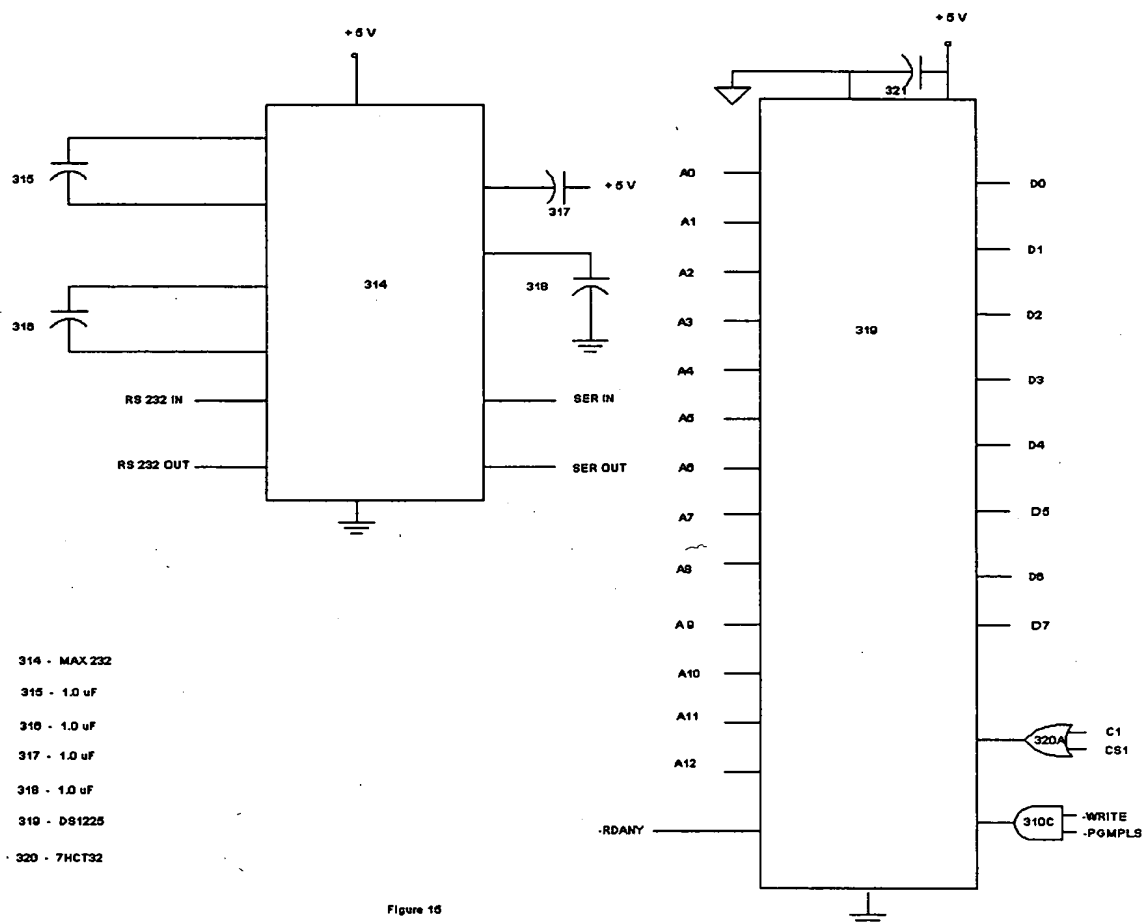 +5 V
315
316
314
317
+5 V
318
RS 232 IN
RS 232 OUT
SER IN
SER OUT
+5 V
321
A0
A1
A2
A3
A4
A5
A6
A7
A8
A9
A10
A11
A12
-RDANY
319
D0
D1
D2
D3
D4
D5
D6
D7
320A
C1
CS1
310C
-WRITE
-PGMPLS
314 - MAX 232
315 - 1.0 uF
316 - 1.0 uF
317 - 1.0 uF
318 - 1.0 uF
319 - DS1225
320 - 7HCT32
Figure 16